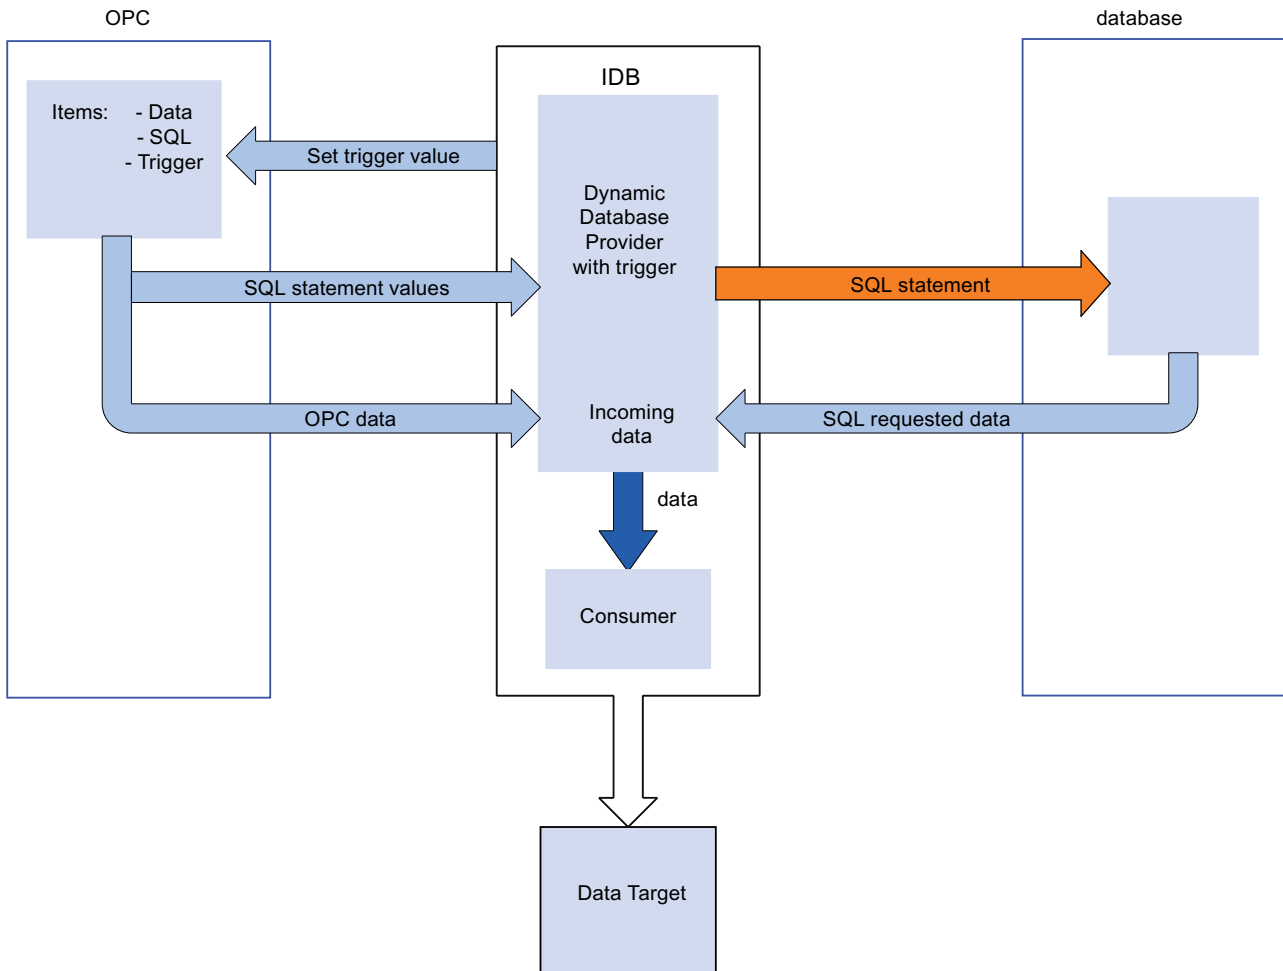 OPC
database
IDB
Items: - Data
- SQL
- Trigger
Set trigger value
Dynamic
Database
Provider
with trigger
SQL statement values
SQL statement
OPC data
Incoming
data
SQL requested data
data
Consumer
Data Target